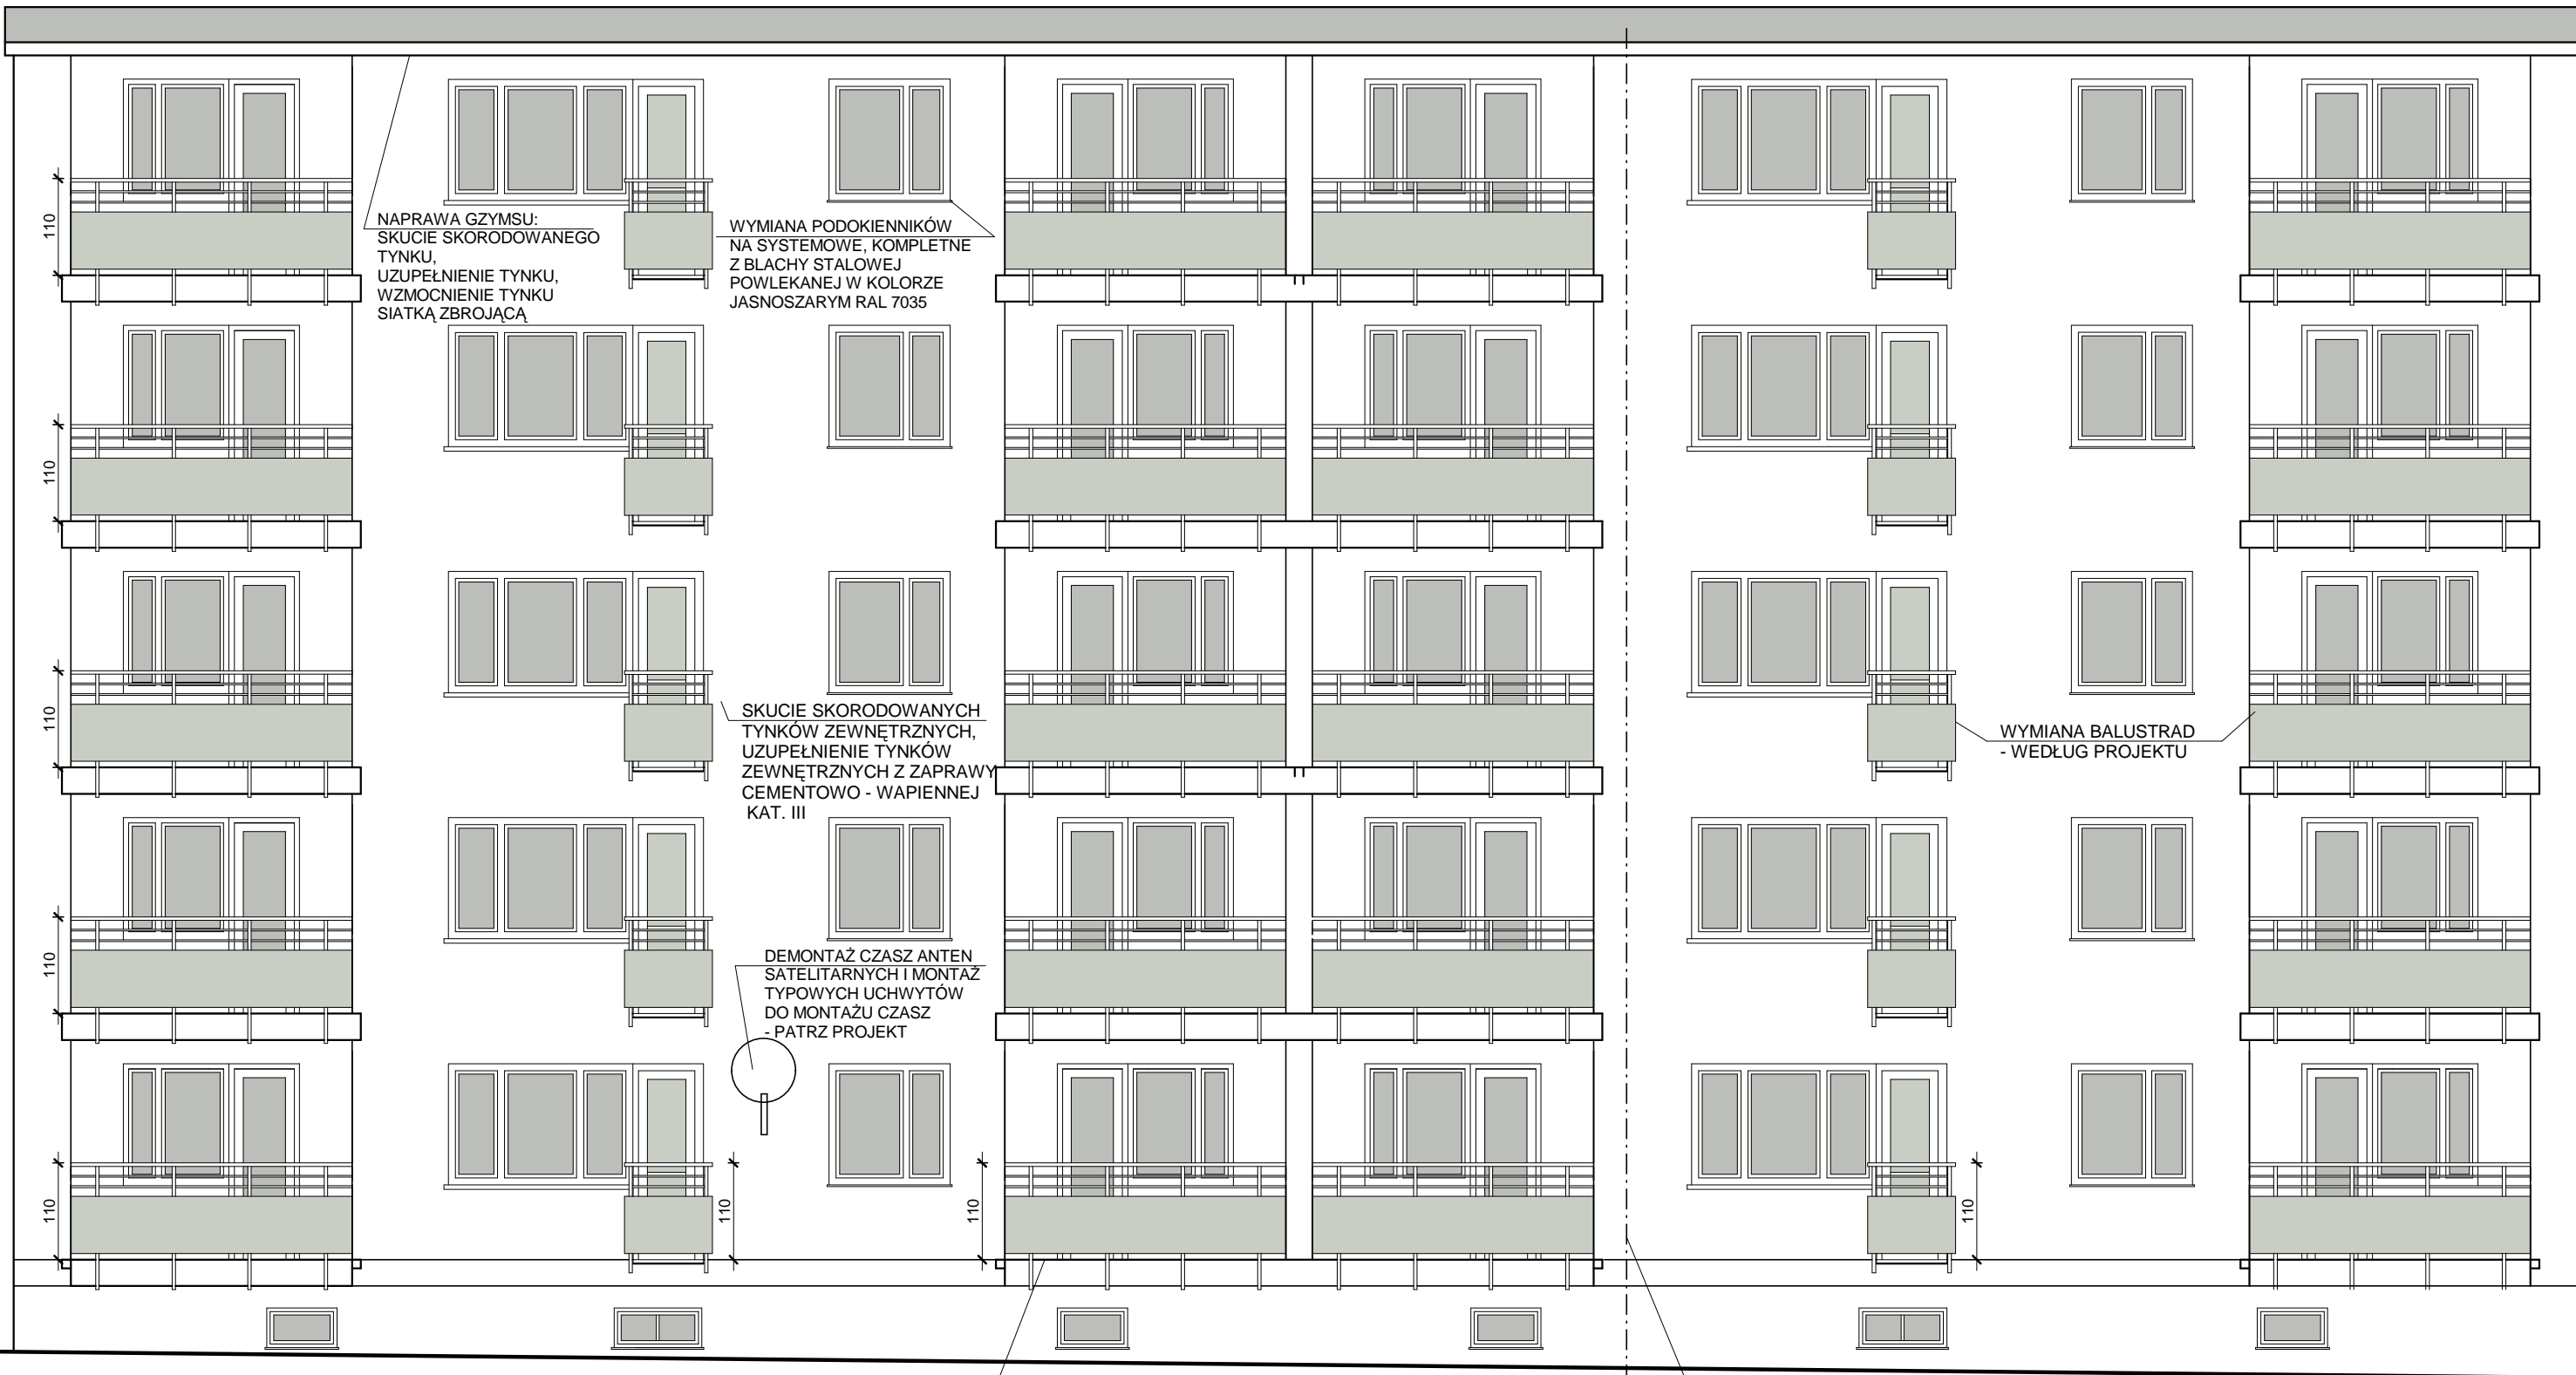 NAPRAWA GZYMSU:
SKUCIE SKORODOWANEGO
TYNKU,
UZUPEŁNIENIE TYNKU,
WZMOCNIENIE TYNKU
SIATKĄ ZBROJĄCĄ
WYMIANA PODOKIENNIKÓW
NA SYSTEMOWE, KOMPLETNE
Z BLACHY STALOWEJ
POWLEKANEJ W KOLORZE
JASNOSZARYM RAL 7035
110
110
110
SKUCIE SKORODOWANYCH
TYNKÓW ZEWNĘTRZNYCH,
UZUPEŁNIENIE TYNKÓW
ZEWNĘTRZNYCH Z ZAPRAWY
CEMENTOWO - WAPIENNEJ
KAT. III
WYMIANA BALUSTRAD
- WEDŁUG PROJEKTU
110
DEMONTAŻ CZASZ ANTEN
SATELITARNYCH I MONTAŻ
TYPOWYCH UCHWYTÓW
DO MONTAŻU CZASZ
- PATRZ PROJEKT
110
110
110
110